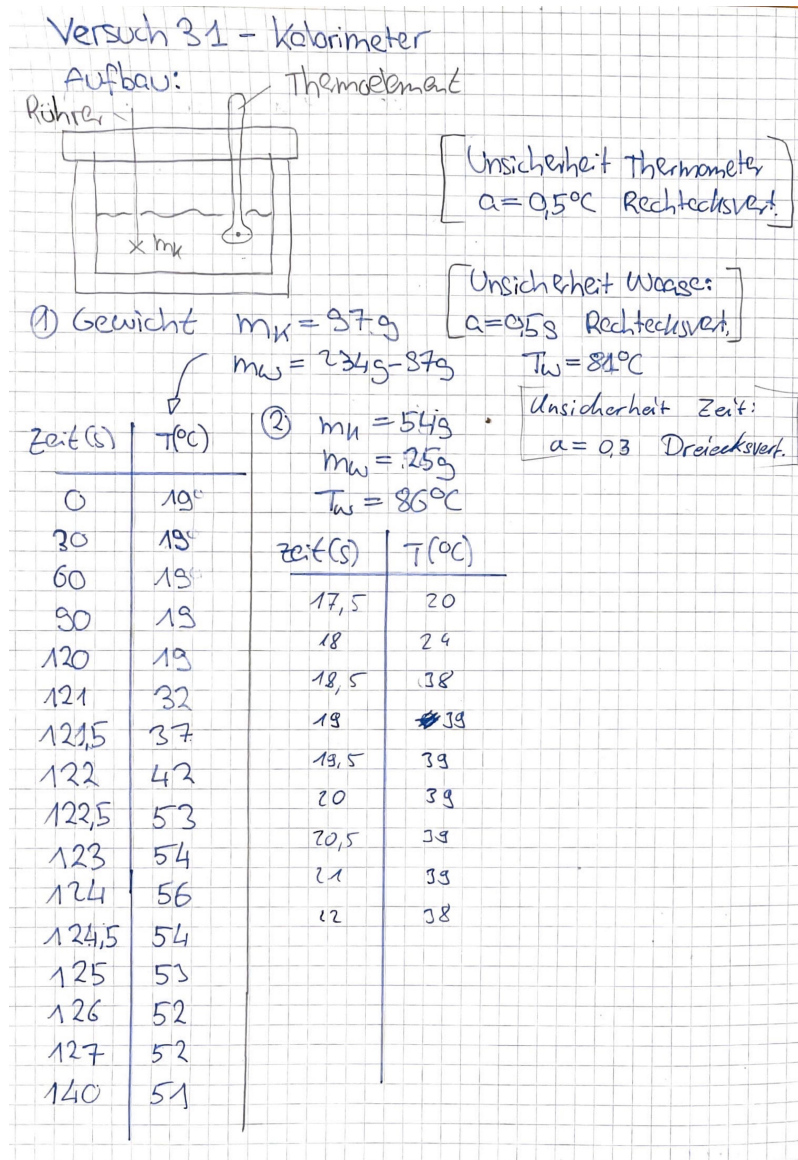 Versuch 31 - Kalorimeter
Aufbau:
Thermoelement
Rührer
x mK
Unsicherheit Thermometer
a = 0,5°C Rechtecksvert.
Unsicherheit Waage:
a = 0,5g Rechtecksvert.
① Gewicht mK = 97g
mW = 234g-97g
TW = 81°C
Unsicherheit Zeit:
a = 0,3 Dreiecksvert.
Zeit (S) T(°C)
0 19
30 19
60 19
90 19
120 19
121 32
121,5 37
122 42
122,5 53
123 54
124 56
124,5 54
125 53
126 52
127 52
140 51
② mK = 54g
mW = 25g
TW = 86°C
Zeit (S) T(°C)
17,5 20
18 24
18,5 38
19 39
19,5 39
20 39
20,5 39
21 39
22 38